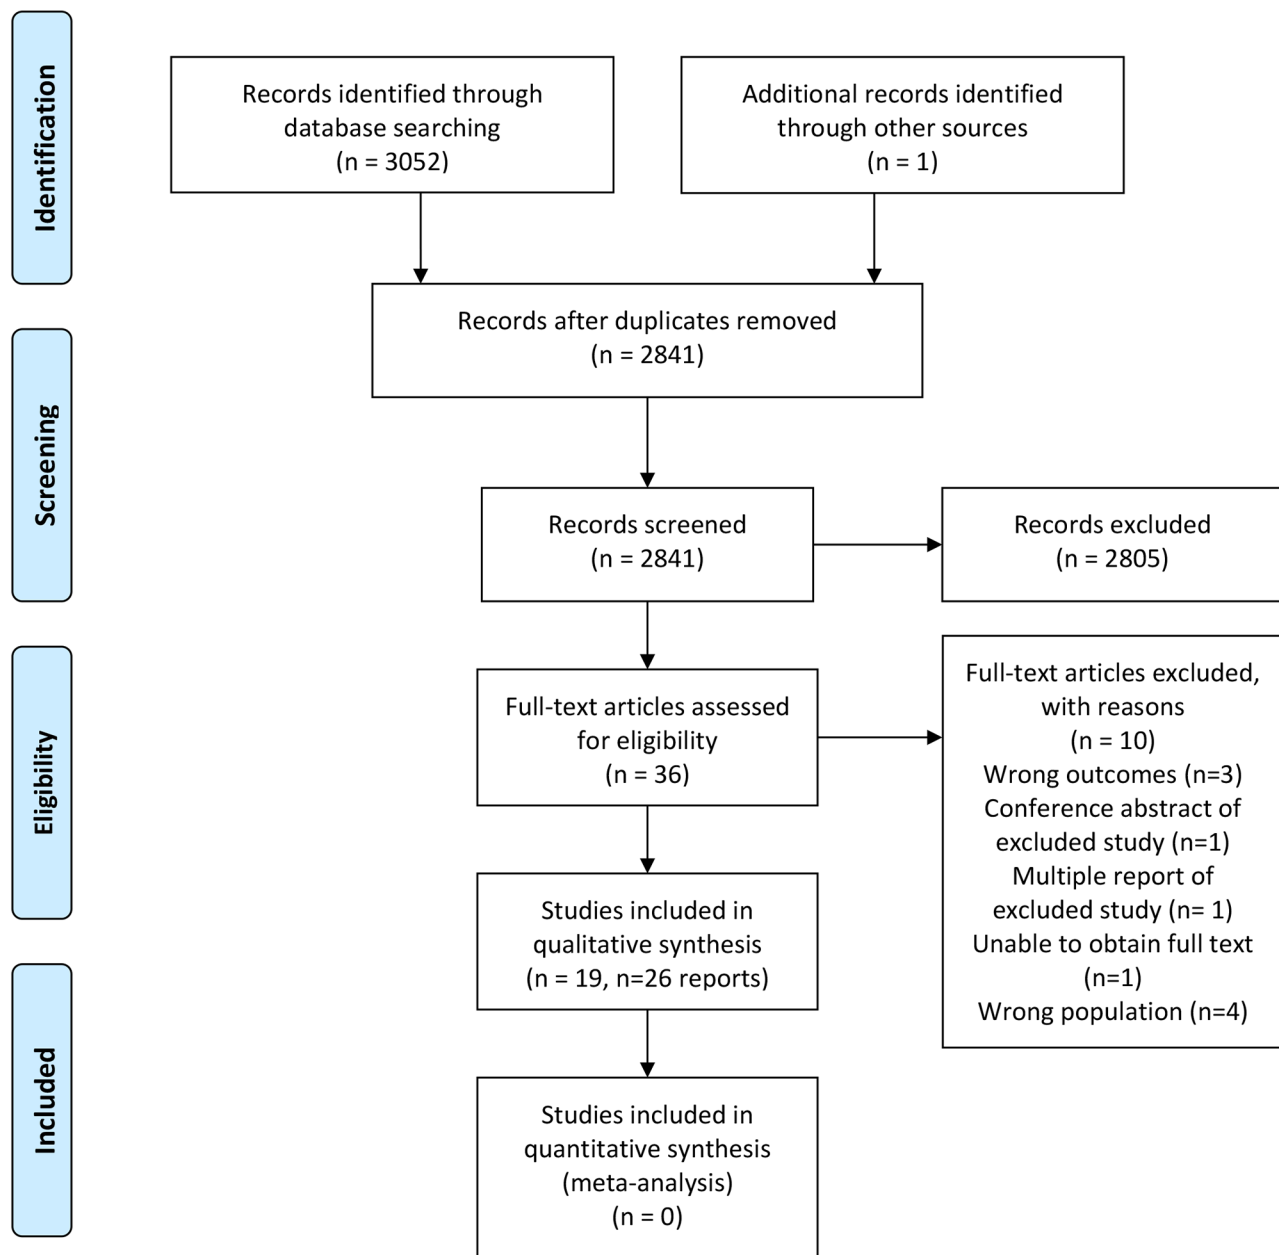 Identification
Records identified through
database searching
(n = 3052)
Additional records identified
through other sources
(n = 1)
Records after duplicates removed
(n = 2841)
Screening
Records screened
(n = 2841)
Records excluded
(n = 2805)
Eligibility
Full-text articles assessed
for eligibility
(n = 36)
Full-text articles excluded,
with reasons
(n = 10)
Wrong outcomes (n=3)
Conference abstract of
excluded study (n=1)
Multiple report of
excluded study (n= 1)
Unable to obtain full text
(n=1)
Wrong population (n=4)
Studies included in
qualitative synthesis
(n = 19, n=26 reports)
Included
Studies included in
quantitative synthesis
(meta-analysis)
(n = 0)